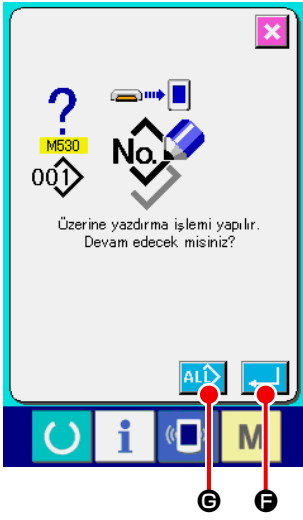 ?
M530
001
No.
Üzerine yazdırma işlemi yapılır.
Devam edecek misiniz?
ALL
i
M
G
F